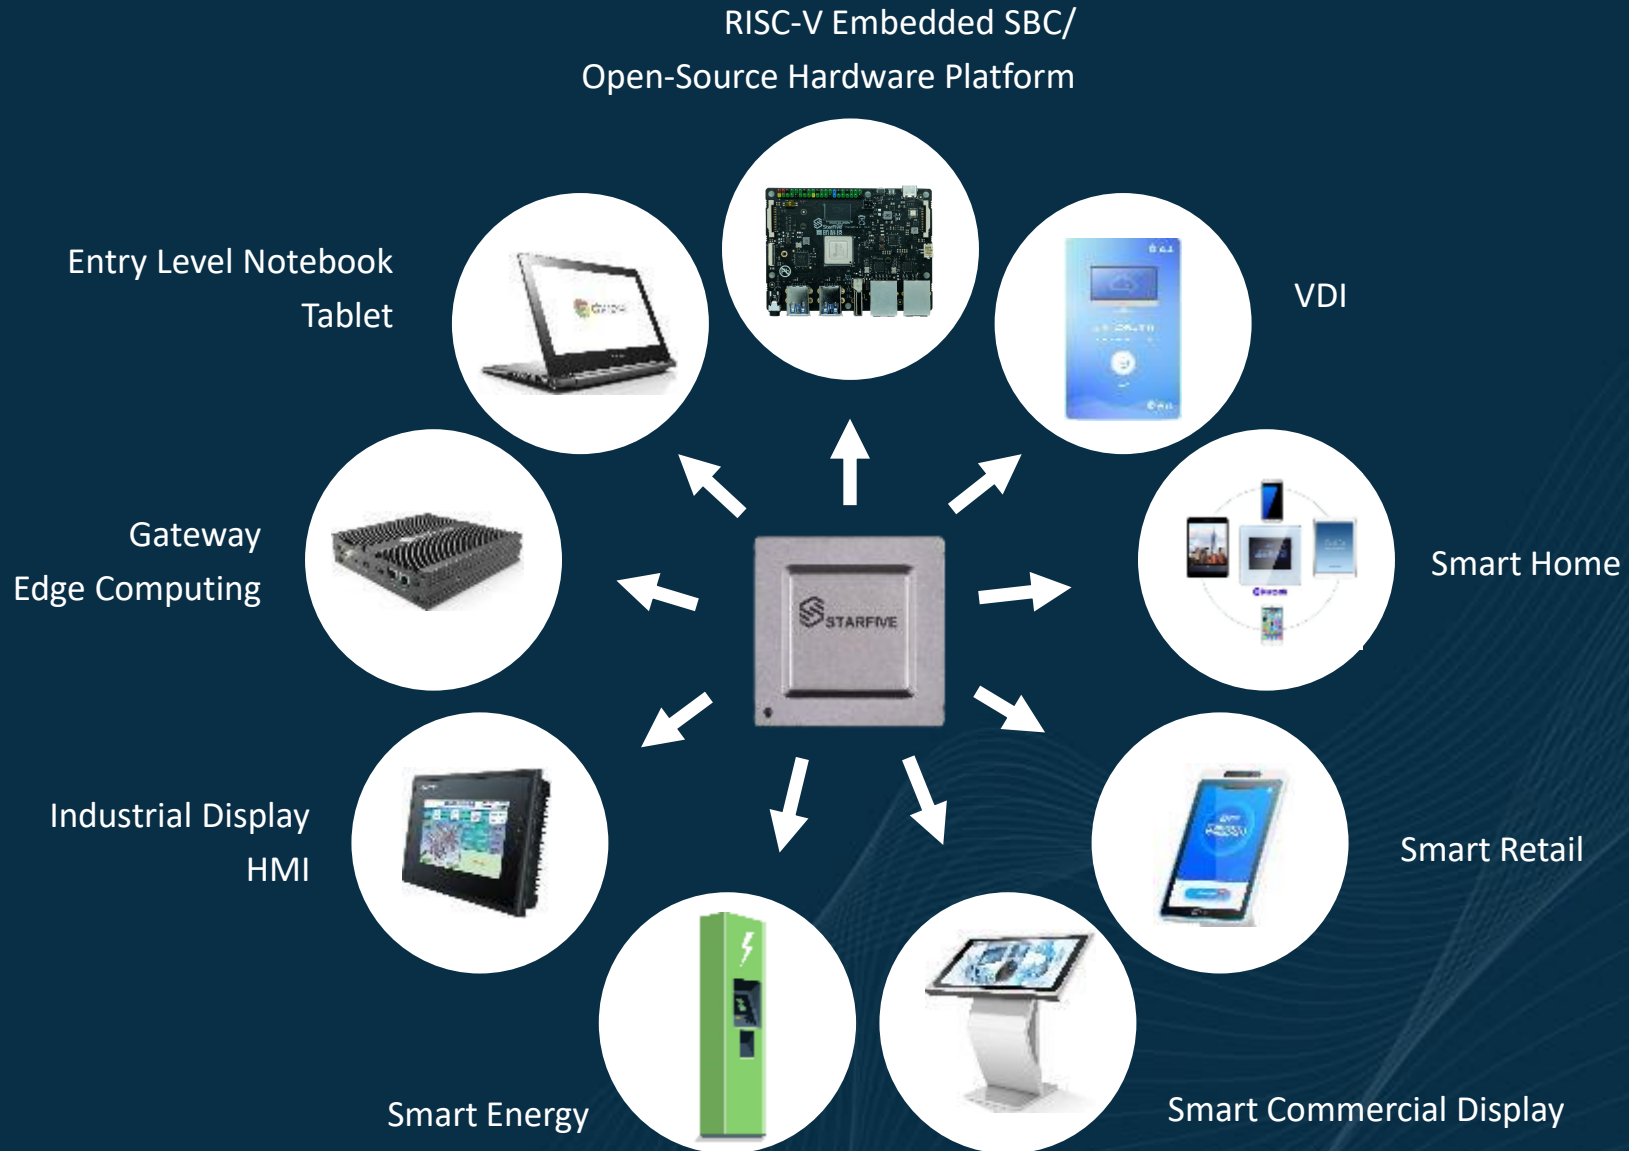 RISC-V Embedded SBC/
Open-Source Hardware Platform
Entry Level Notebook
Tablet
VDI
Gateway
Edge Computing
Smart Home
STARFIVE
Industrial Display
HMI
Smart Retail
Smart Energy
Smart Commercial Display